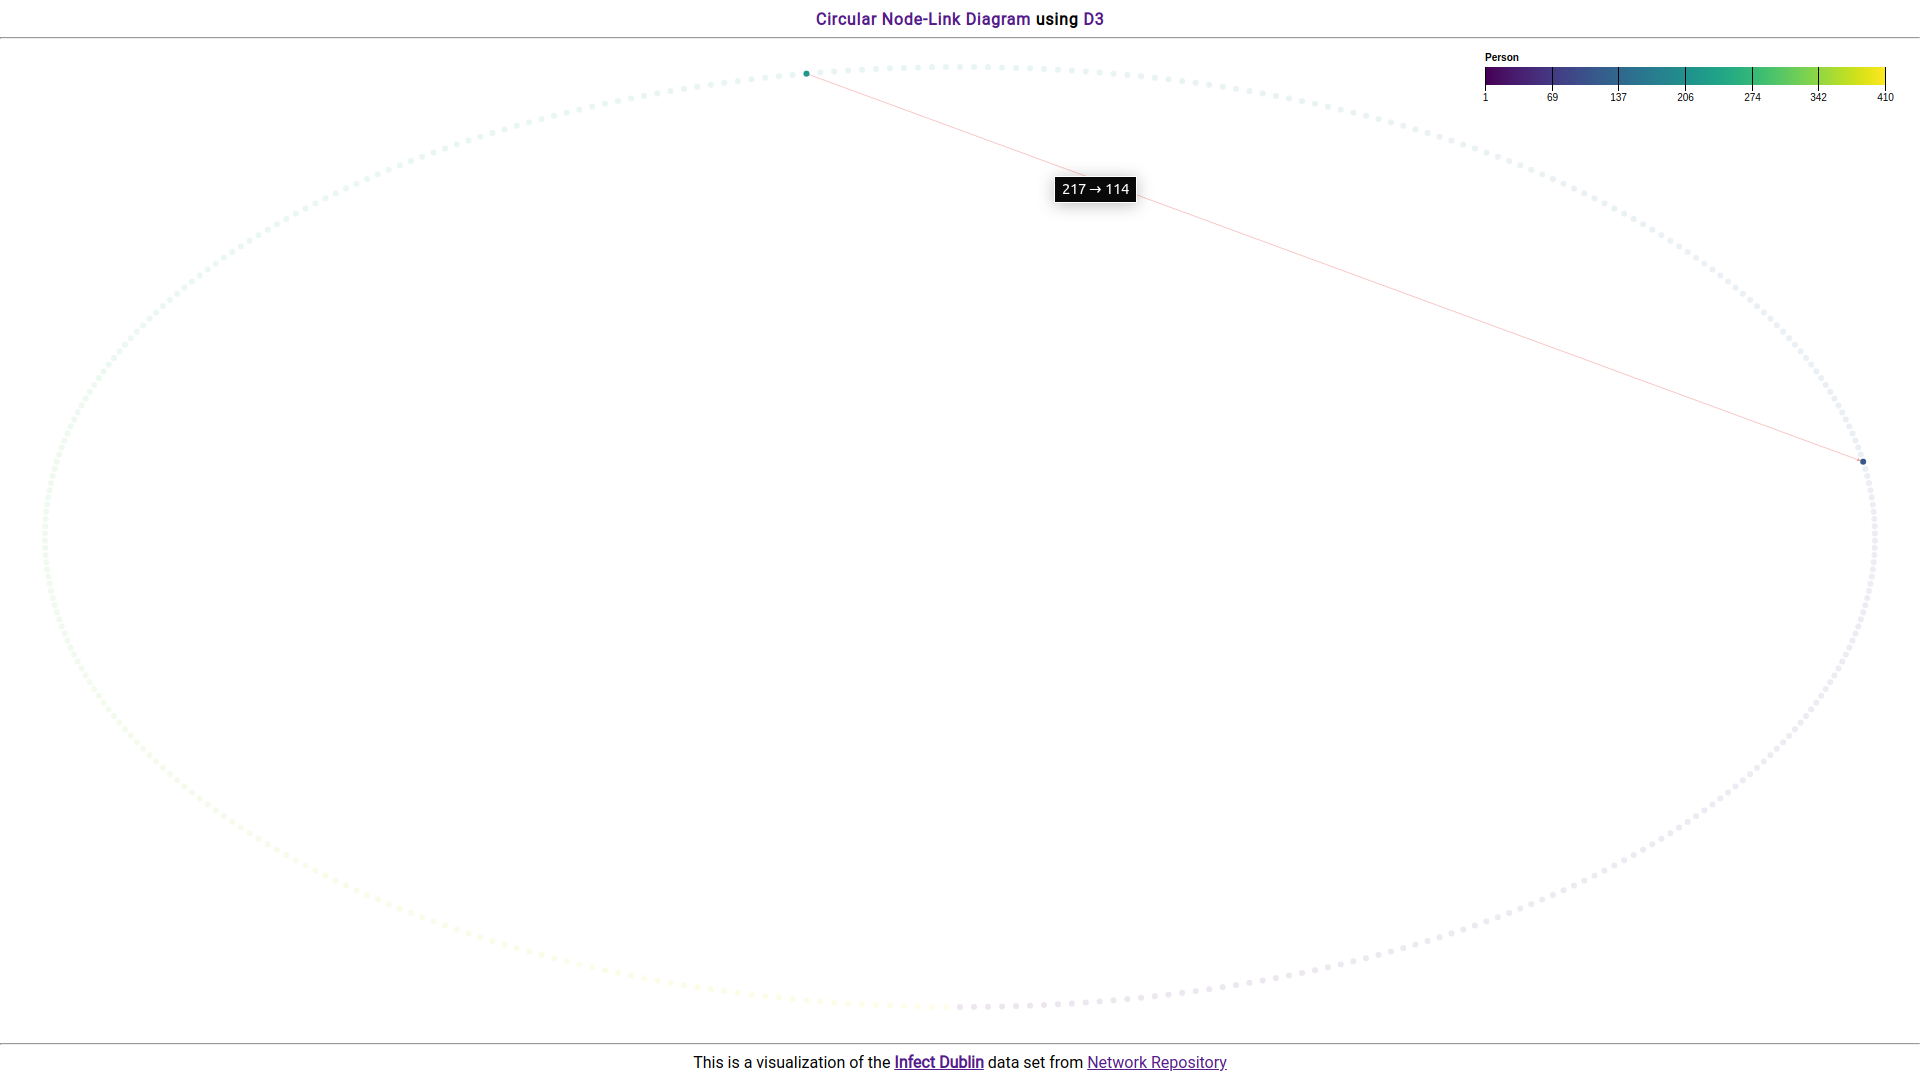 Circular Node-Link Diagram using D3
Person
1 69 137 206 274 342 410
217 → 114
This is a visualization of the Infect Dublin data set from Network Repository